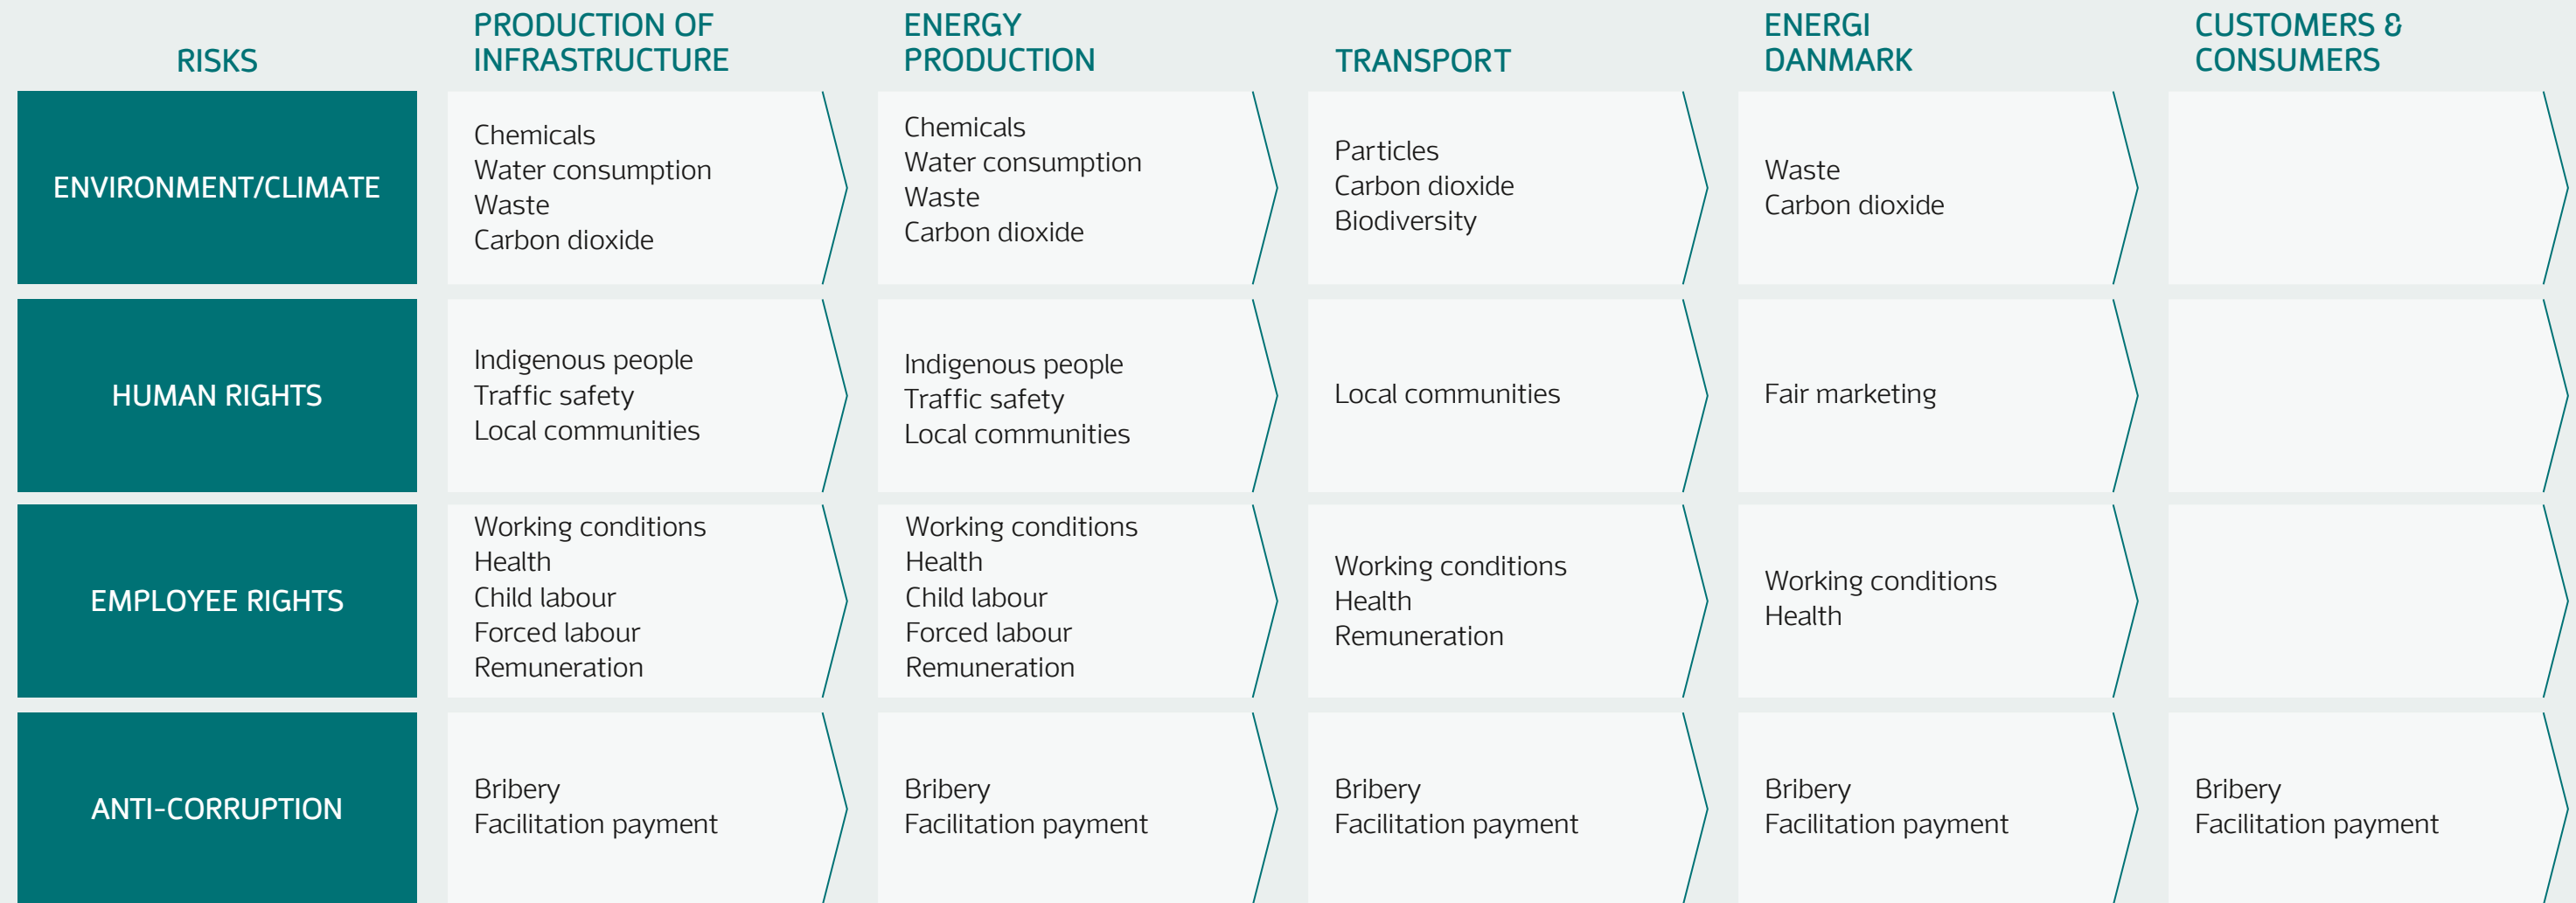 RISKS
PRODUCTION OF
INFRASTRUCTURE
ENERGY
PRODUCTION
TRANSPORT
ENERGI
DANMARK
CUSTOMERS &
CONSUMERS
ENVIRONMENT/CLIMATE
Chemicals
Water consumption
Waste
Carbon dioxide
Chemicals
Water consumption
Waste
Carbon dioxide
Particles
Carbon dioxide
Biodiversity
Waste
Carbon dioxide
HUMAN RIGHTS
Indigenous people
Traffic safety
Local communities
Indigenous people
Traffic safety
Local communities
Local communities
Fair marketing
EMPLOYEE RIGHTS
Working conditions
Health
Child labour
Forced labour
Remuneration
Working conditions
Health
Child labour
Forced labour
Remuneration
Working conditions
Health
Remuneration
Working conditions
Health
ANTI-CORRUPTION
Bribery
Facilitation payment
Bribery
Facilitation payment
Bribery
Facilitation payment
Bribery
Facilitation payment
Bribery
Facilitation payment